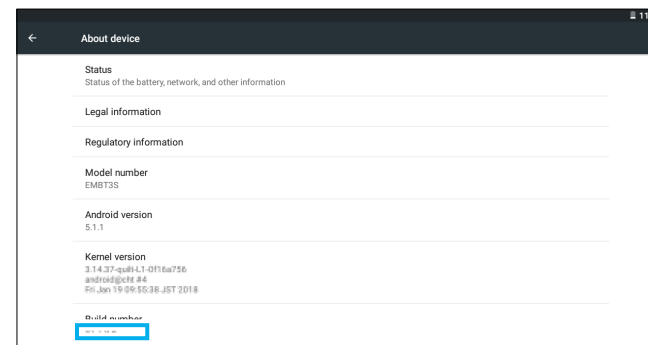 11
About device
Status
Status of the battery, network, and other information
Legal information
Regulatory information
Model number
EMBT3S
Android version
5.1.1
Kernel version
3.14.37-quilt-L1-0f16a756
android@cht #4
Fri Jan 19 09:55:38 JST 2018
Build number